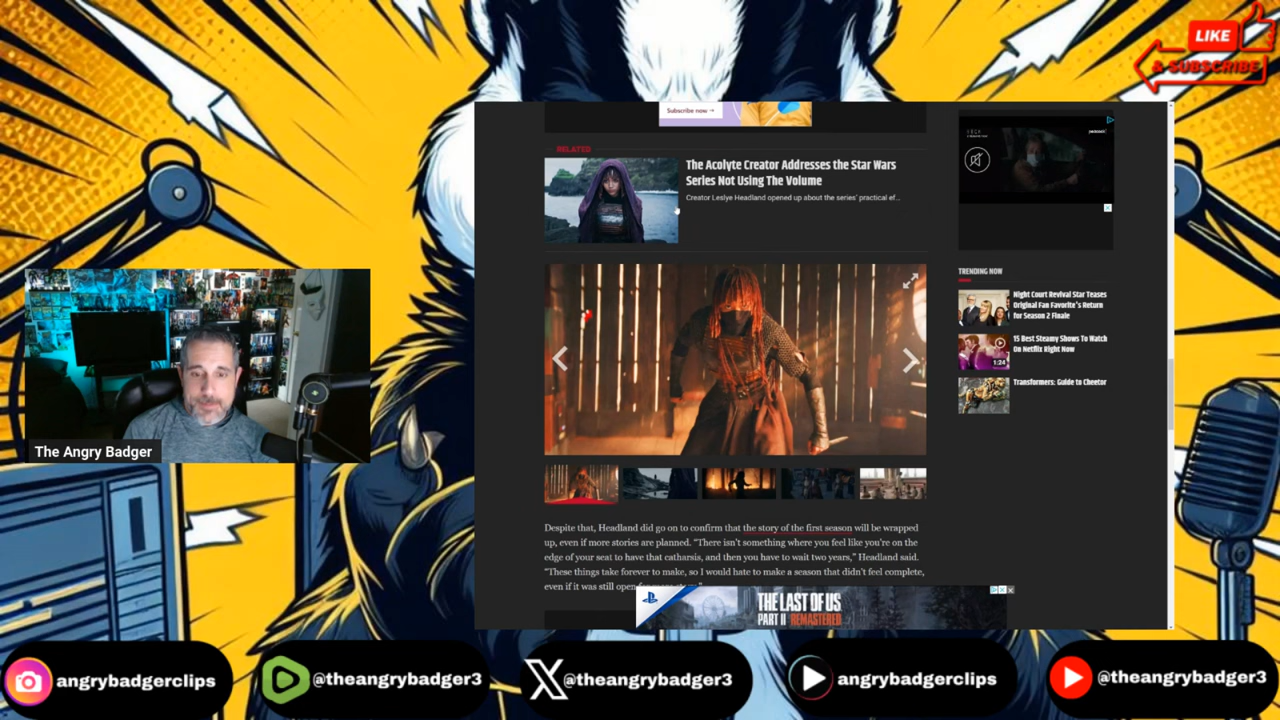 LIKE
& SUBSCRIBE
Subscribe now →
RELATED
The Acolyte Creator Addresses the Star Wars
Series Not Using The Volume
Creator Leslye Headland opened up about the series' practical ef...
TRENDING NOW
Night Court Revival Star Teases
Original Fan Favorite's Return
for Season 2 Finale
15 Best Steamy Shows To Watch
On Netflix Right Now
1:24
Transformers: Guide to Cheetor
The Angry Badger
Despite that, Headland did go on to confirm that the story of the first season will be wrapped
up, even if more stories are planned. “There isn’t something where you feel like you’re on the
edge of your seat to have that catharsis, and then you have to wait two years,” Headland said.
“These things take forever to make, so I would hate to make a season that didn’t feel complete,
even if it was still open
THE LAST OF US
PART II REMASTERED
angrybadgerclips
@theangrybadger3
@theangrybadger3
angrybadgerclips
@theangrybadger3